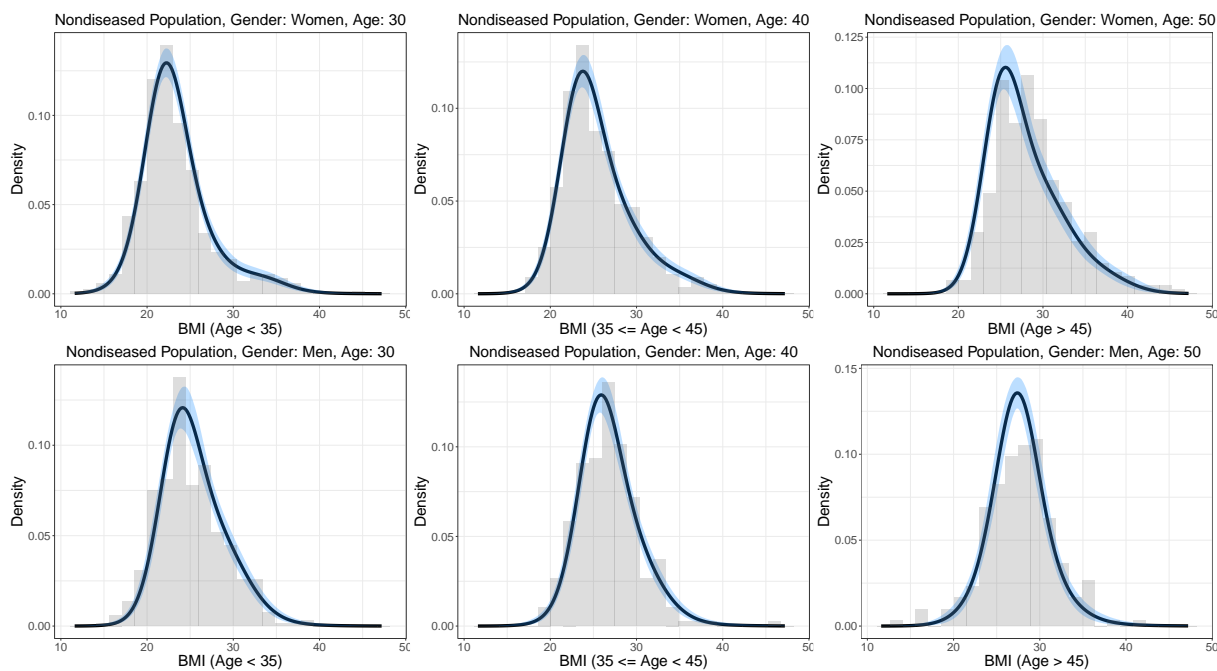 Nondiseased Population, Gender: Women, Age: 30
Density
0.10
0.05
0.00
10 20 30 40 50
BMI (Age < 35)
Nondiseased Population, Gender: Women, Age: 40
Density
0.10
0.05
0.00
10 20 30 40 50
BMI (35 <= Age < 45)
Nondiseased Population, Gender: Women, Age: 50
Density
0.125
0.100
0.075
0.050
0.025
0.000
10 20 30 40 50
BMI (Age > 45)
Nondiseased Population, Gender: Men, Age: 30
Density
0.10
0.05
0.00
10 20 30 40 50
BMI (Age < 35)
Nondiseased Population, Gender: Men, Age: 40
Density
0.10
0.05
0.00
10 20 30 40 50
BMI (35 <= Age < 45)
Nondiseased Population, Gender: Men, Age: 50
Density
0.15
0.10
0.05
0.00
10 20 30 40 50
BMI (Age > 45)